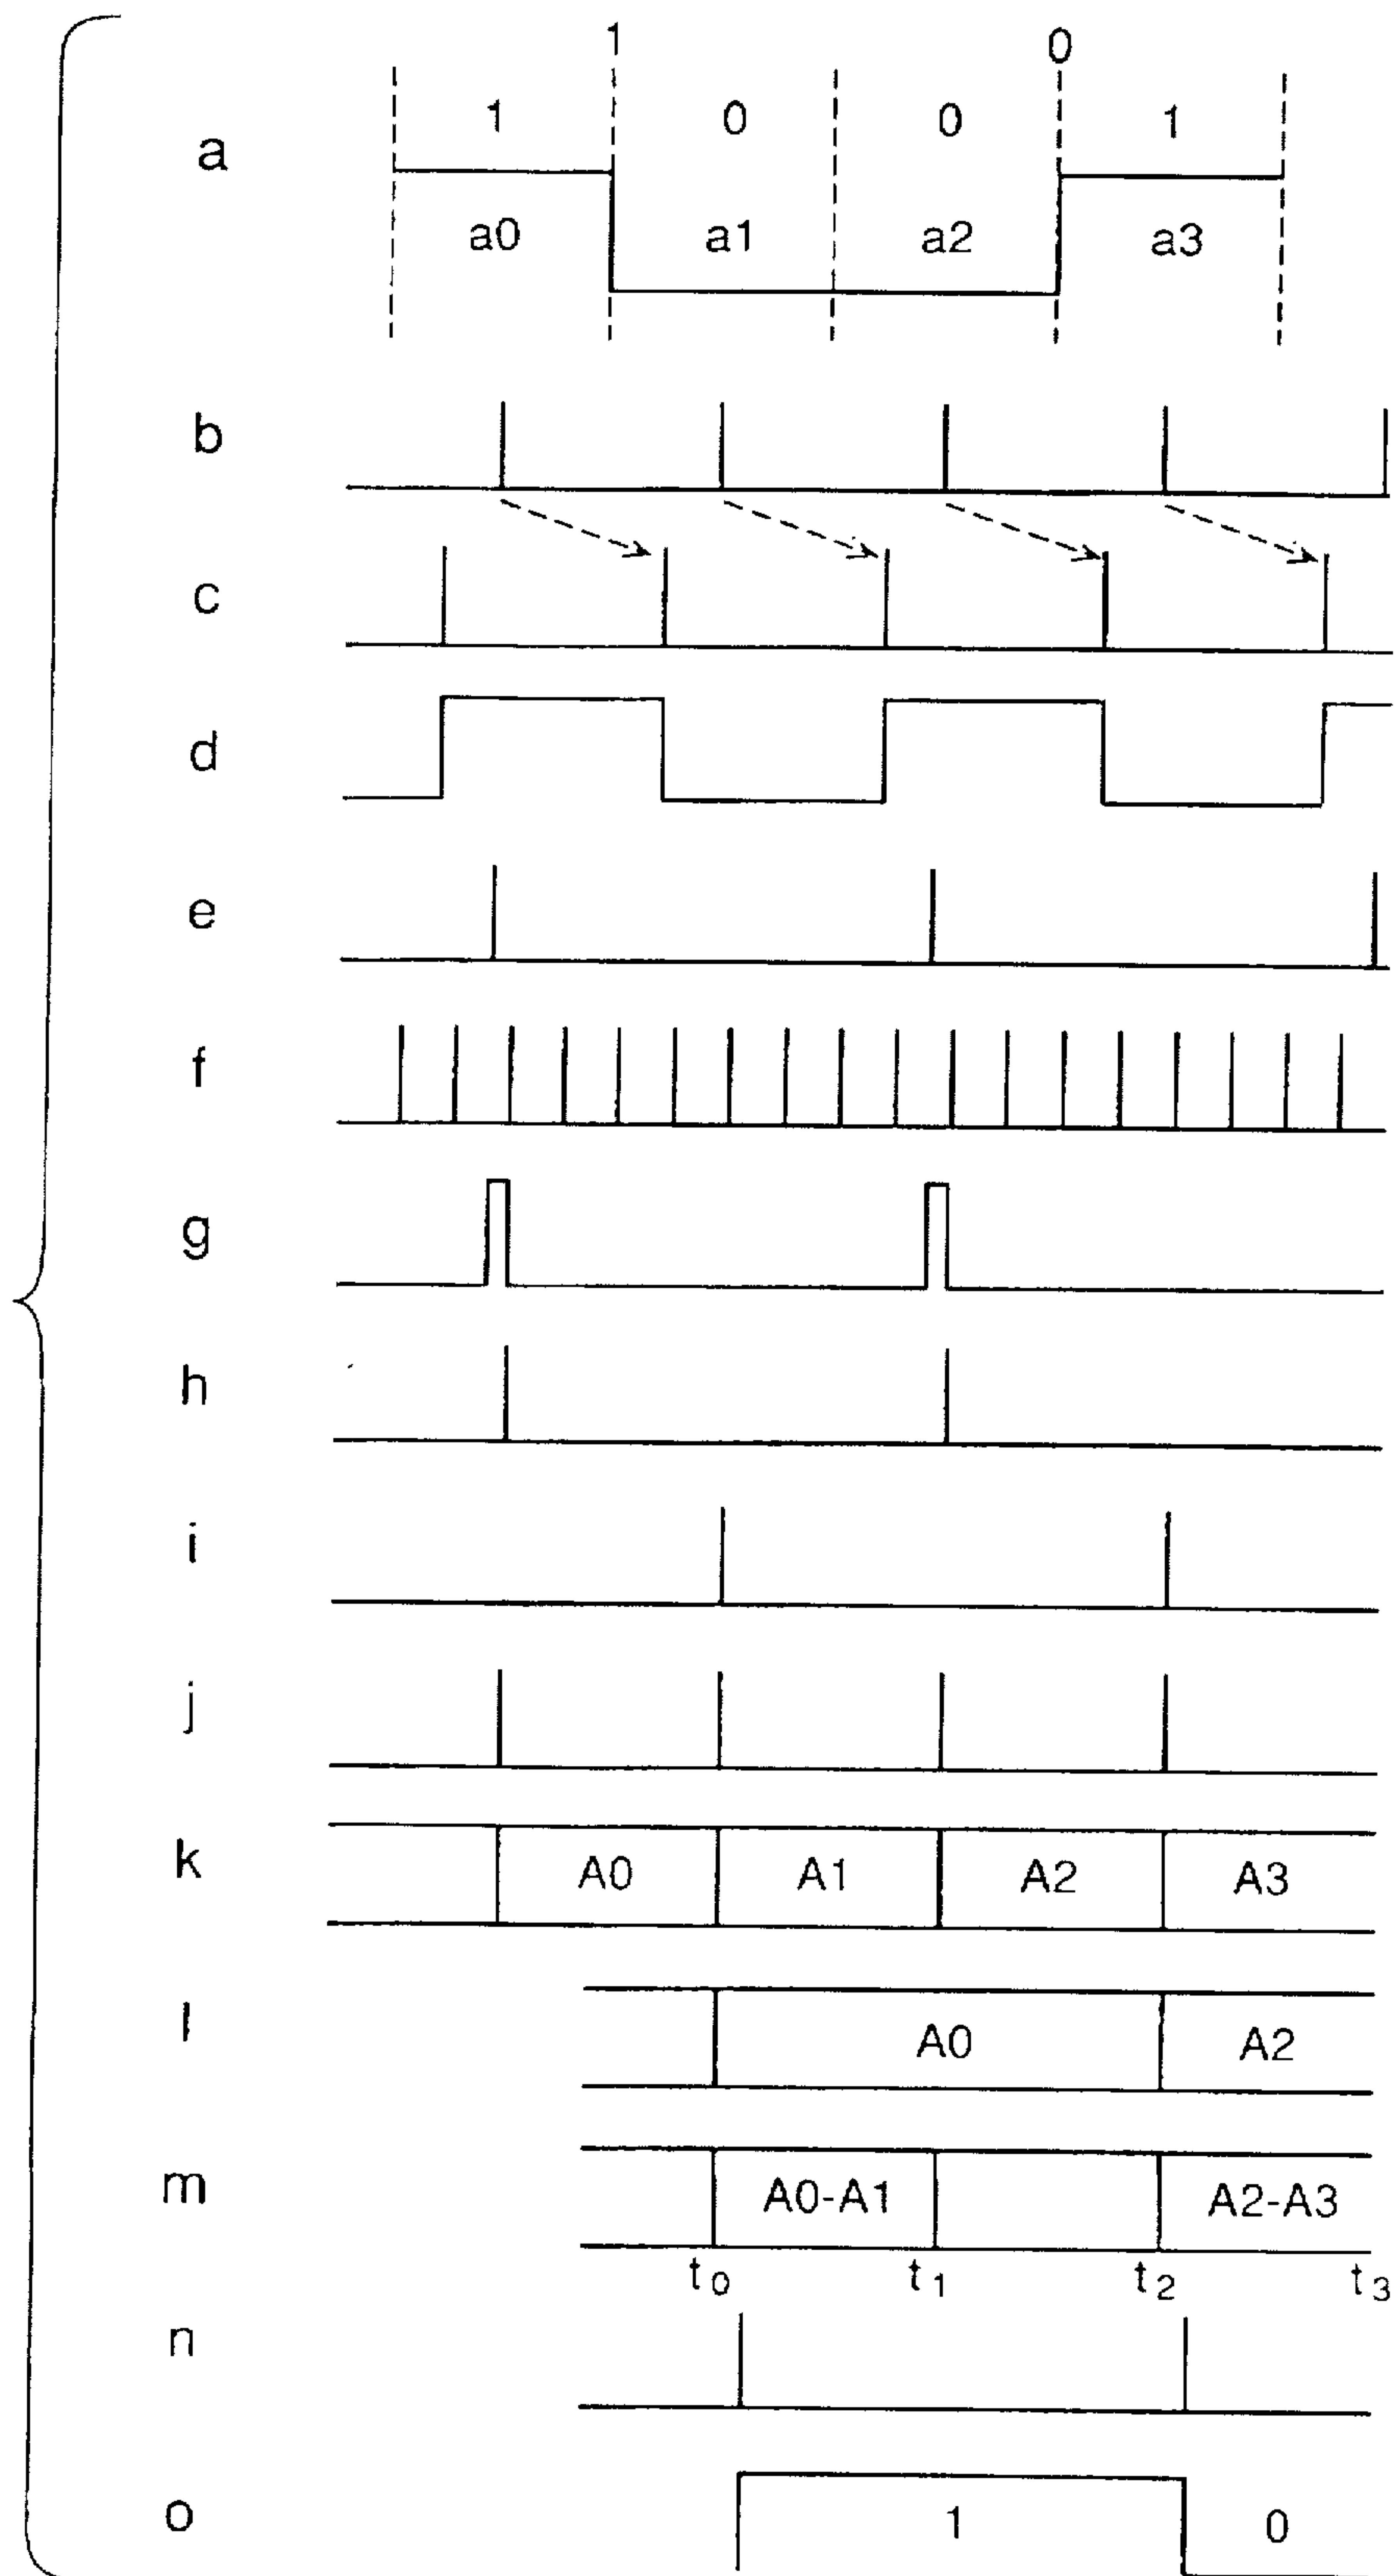 1 0
1 0 0 1
a
a0 a1 a2 a3
b
c
d
e
f
g
h
i
j
k A0 A1 A2 A3
l A0 A2
m A0-A1 A2-A3
t0 t1 t2 t3
n
o 1 0